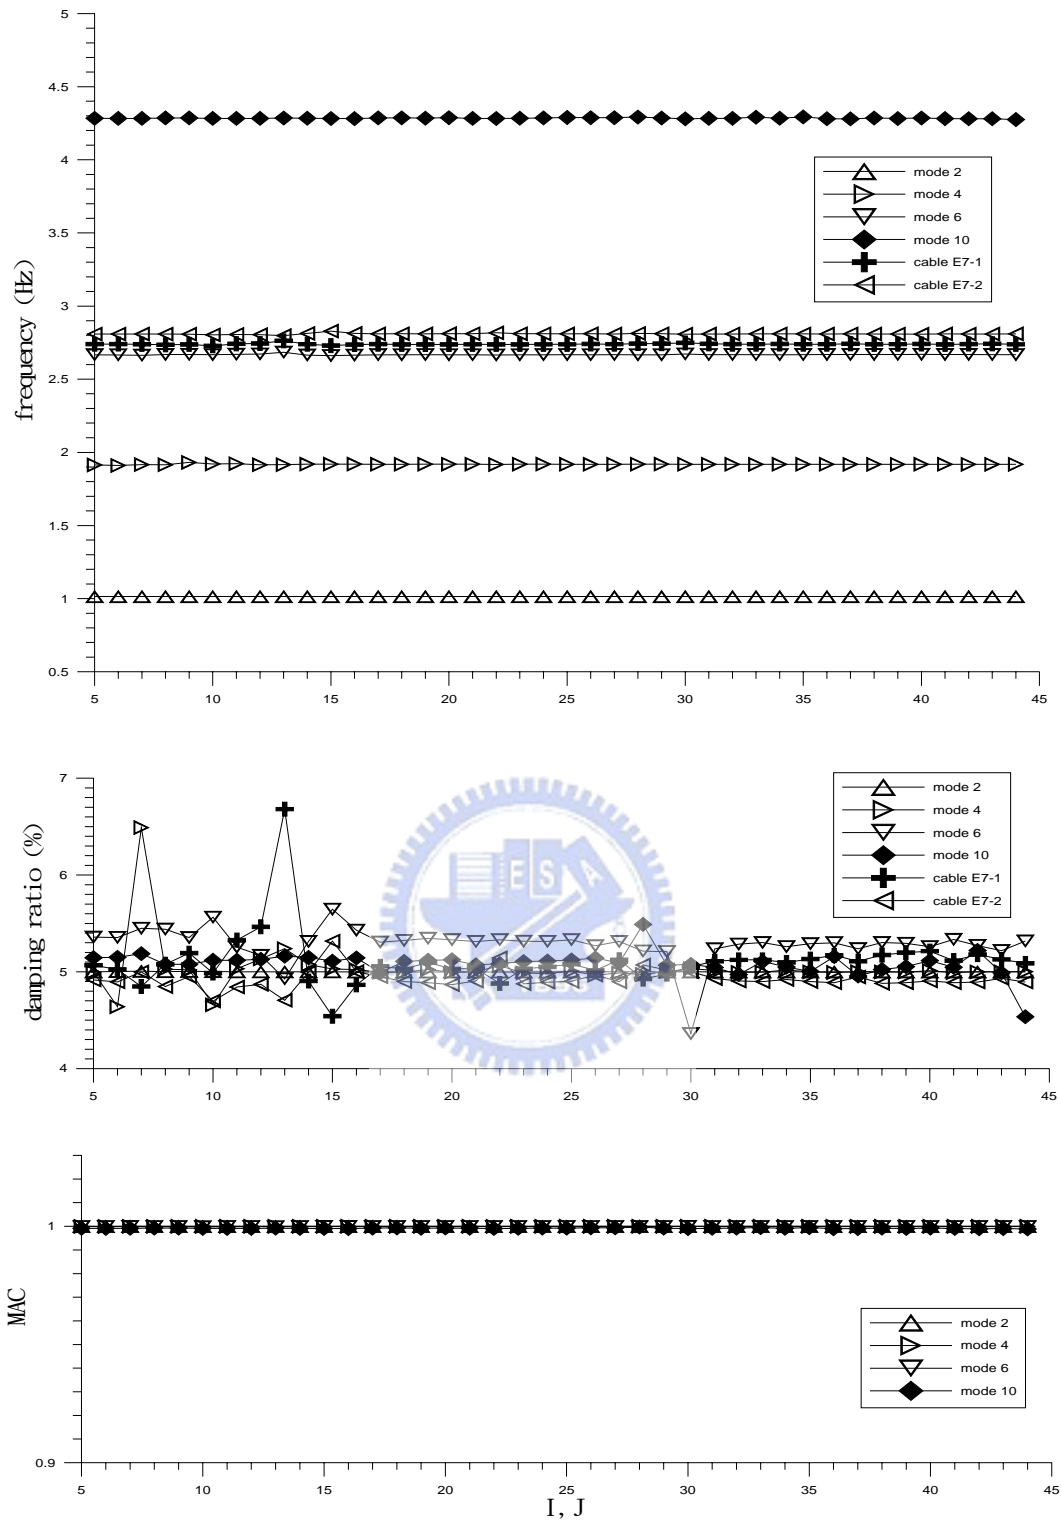 5
4.5
4
3.5
3
2.5
2
1.5
1
0.5
frequency (Hz)
mode 2
mode 4
mode 6
mode 10
cable E7-1
cable E7-2
5 10 15 20 25 30 35 40 45
7
6
5
4
damping ratio (%)
mode 2
mode 4
mode 6
mode 10
cable E7-1
cable E7-2
E S A
5 10 15 20 25 30 35 40 45
1
0.9
MAC
mode 2
mode 4
mode 6
mode 10
5 10 15 20 25 30 35 40 45
I, J